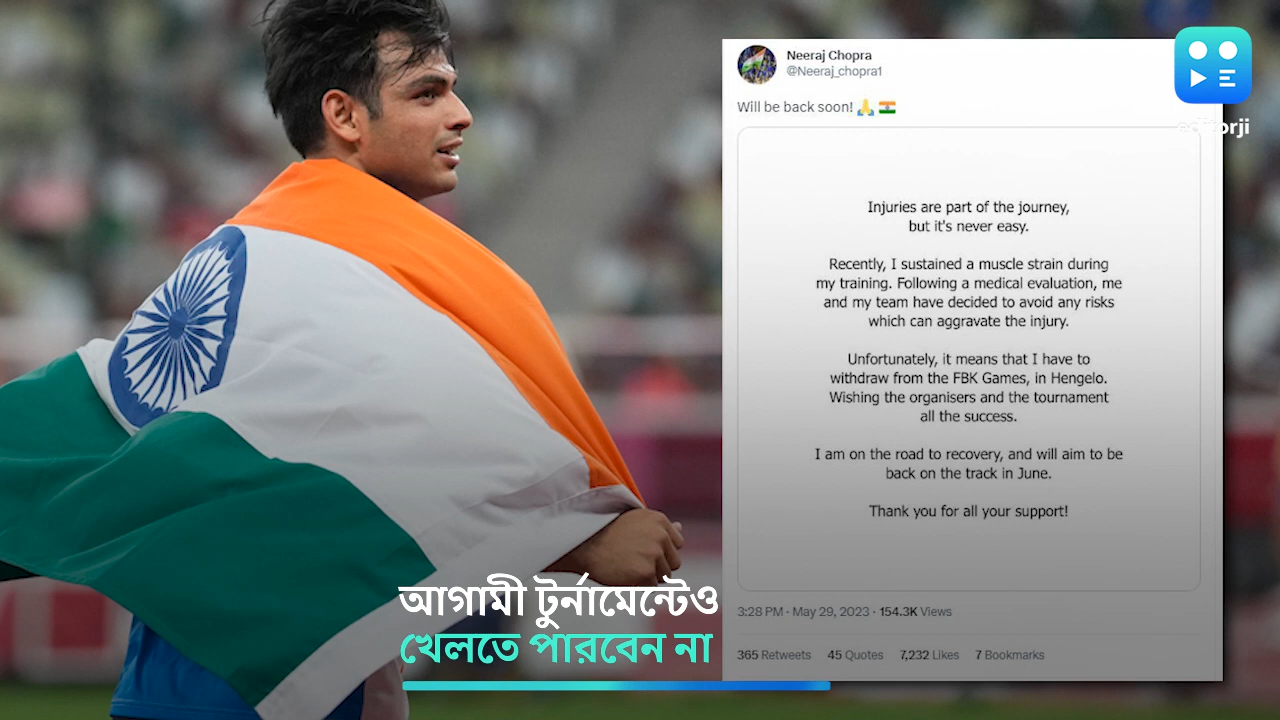 Neeraj Chopra
@Neeraj_chopra1
Will be back soon! 🙏 🇮🇳
editorji
Injuries are part of the journey,
but it's never easy.
Recently, I sustained a muscle strain during
my training. Following a medical evaluation, me
and my team have decided to avoid any risks
which can aggravate the injury.
Unfortunately, it means that I have to
withdraw from the FBK Games, in Hengelo.
Wishing the organisers and the tournament
all the success.
I am on the road to recovery, and will aim to be
back on the track in June.
Thank you for all your support!
3:28 PM · May 29, 2023 · 154.3K Views
365 Retweets 45 Quotes 7,232 Likes 7 Bookmarks
আগামী টুর্নামেন্টেও
খেলতে পারবেন না